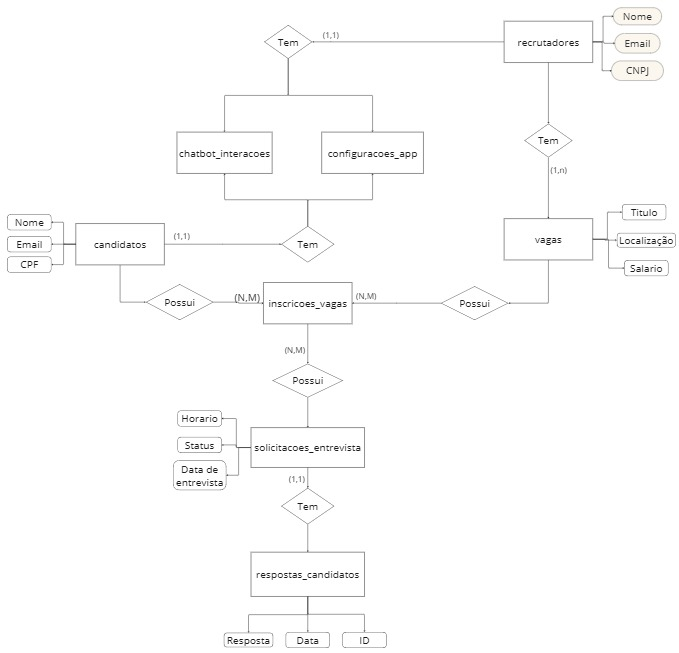 Nome
Tem
(1,1)
recrutadores
Email
CNPJ
chatbot_interacoes
configuracoes_app
Tem
(1,n)
Nome
Email
CPF
candidatos
(1,1)
Tem
vagas
Titulo
Localização
Salario
Possui
(N,M)
inscricoes_vagas
(N,M)
Possui
(N,M)
Possui
Horario
Status
Data de
entrevista
solicitacoes_entrevista
(1,1)
Tem
respostas_candidatos
Resposta
Data
ID